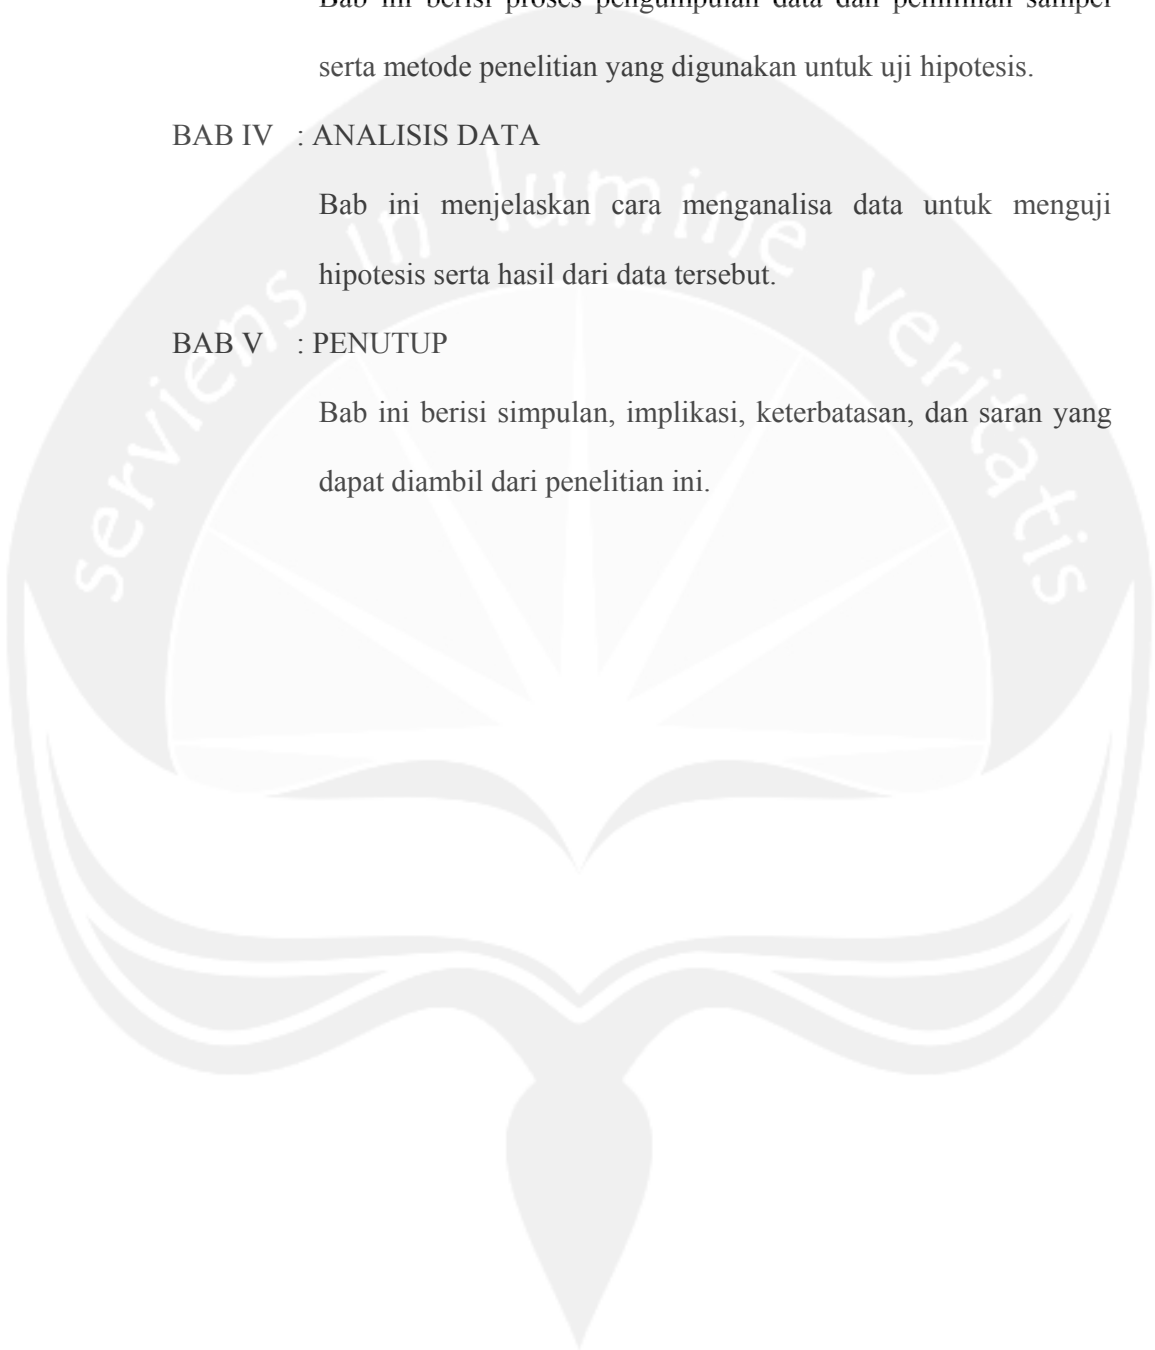 Bab ini berisi proses pengumpulan data dan pemilihan sampel
serta metode penelitian yang digunakan untuk uji hipotesis.
BAB IV : ANALISIS DATA
Bab ini menjelaskan cara menganalisa data untuk menguji
hipotesis serta hasil dari data tersebut.
BAB V : PENUTUP
Bab ini berisi simpulan, implikasi, keterbatasan, dan saran yang
dapat diambil dari penelitian ini.
serviens in lumine veritatis